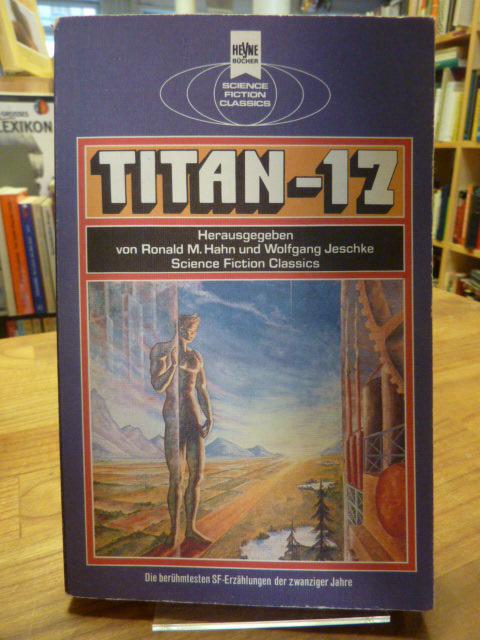 HEYNE
BÜCHER
SCIENCE
FICTION
CLASSICS
TITAN-17
Herausgegeben
von Ronald M. Hahn und Wolfgang Jeschke
Science Fiction Classics
Die berühmtesten SF-Erzählungen der zwanziger Jahre
LEXIKON